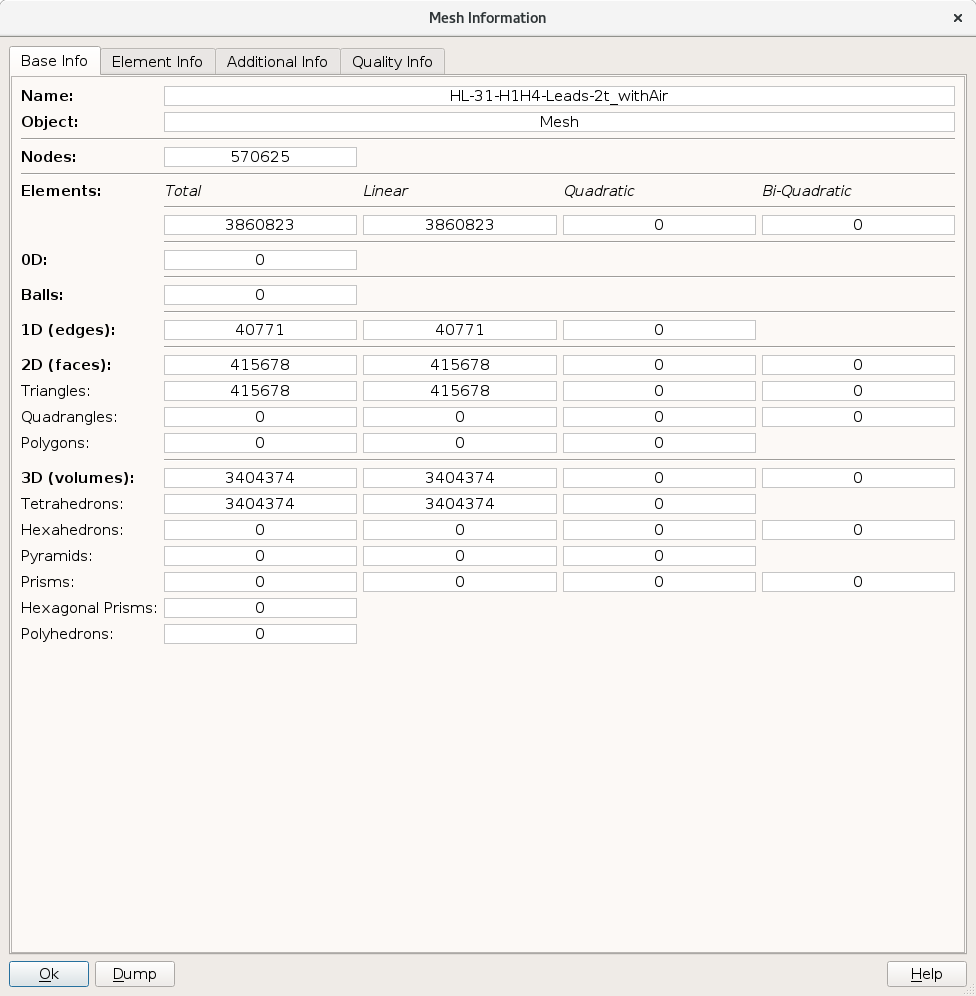 Mesh Information ×
Base Info Element Info Additional Info Quality Info
Name: HL-31-H1H4-Leads-2t_withAir
Object: Mesh
Nodes: 570625
Elements: Total Linear Quadratic Bi-Quadratic
3860823 3860823 0 0
0D: 0
Balls: 0
1D (edges): 40771 40771 0
2D (faces): 415678 415678 0 0
Triangles: 415678 415678 0 0
Quadrangles: 0 0 0 0
Polygons: 0 0 0
3D (volumes): 3404374 3404374 0 0
Tetrahedrons: 3404374 3404374 0
Hexahedrons: 0 0 0 0
Pyramids: 0 0 0
Prisms: 0 0 0 0
Hexagonal Prisms: 0
Polyhedrons: 0
Ok Dump Help